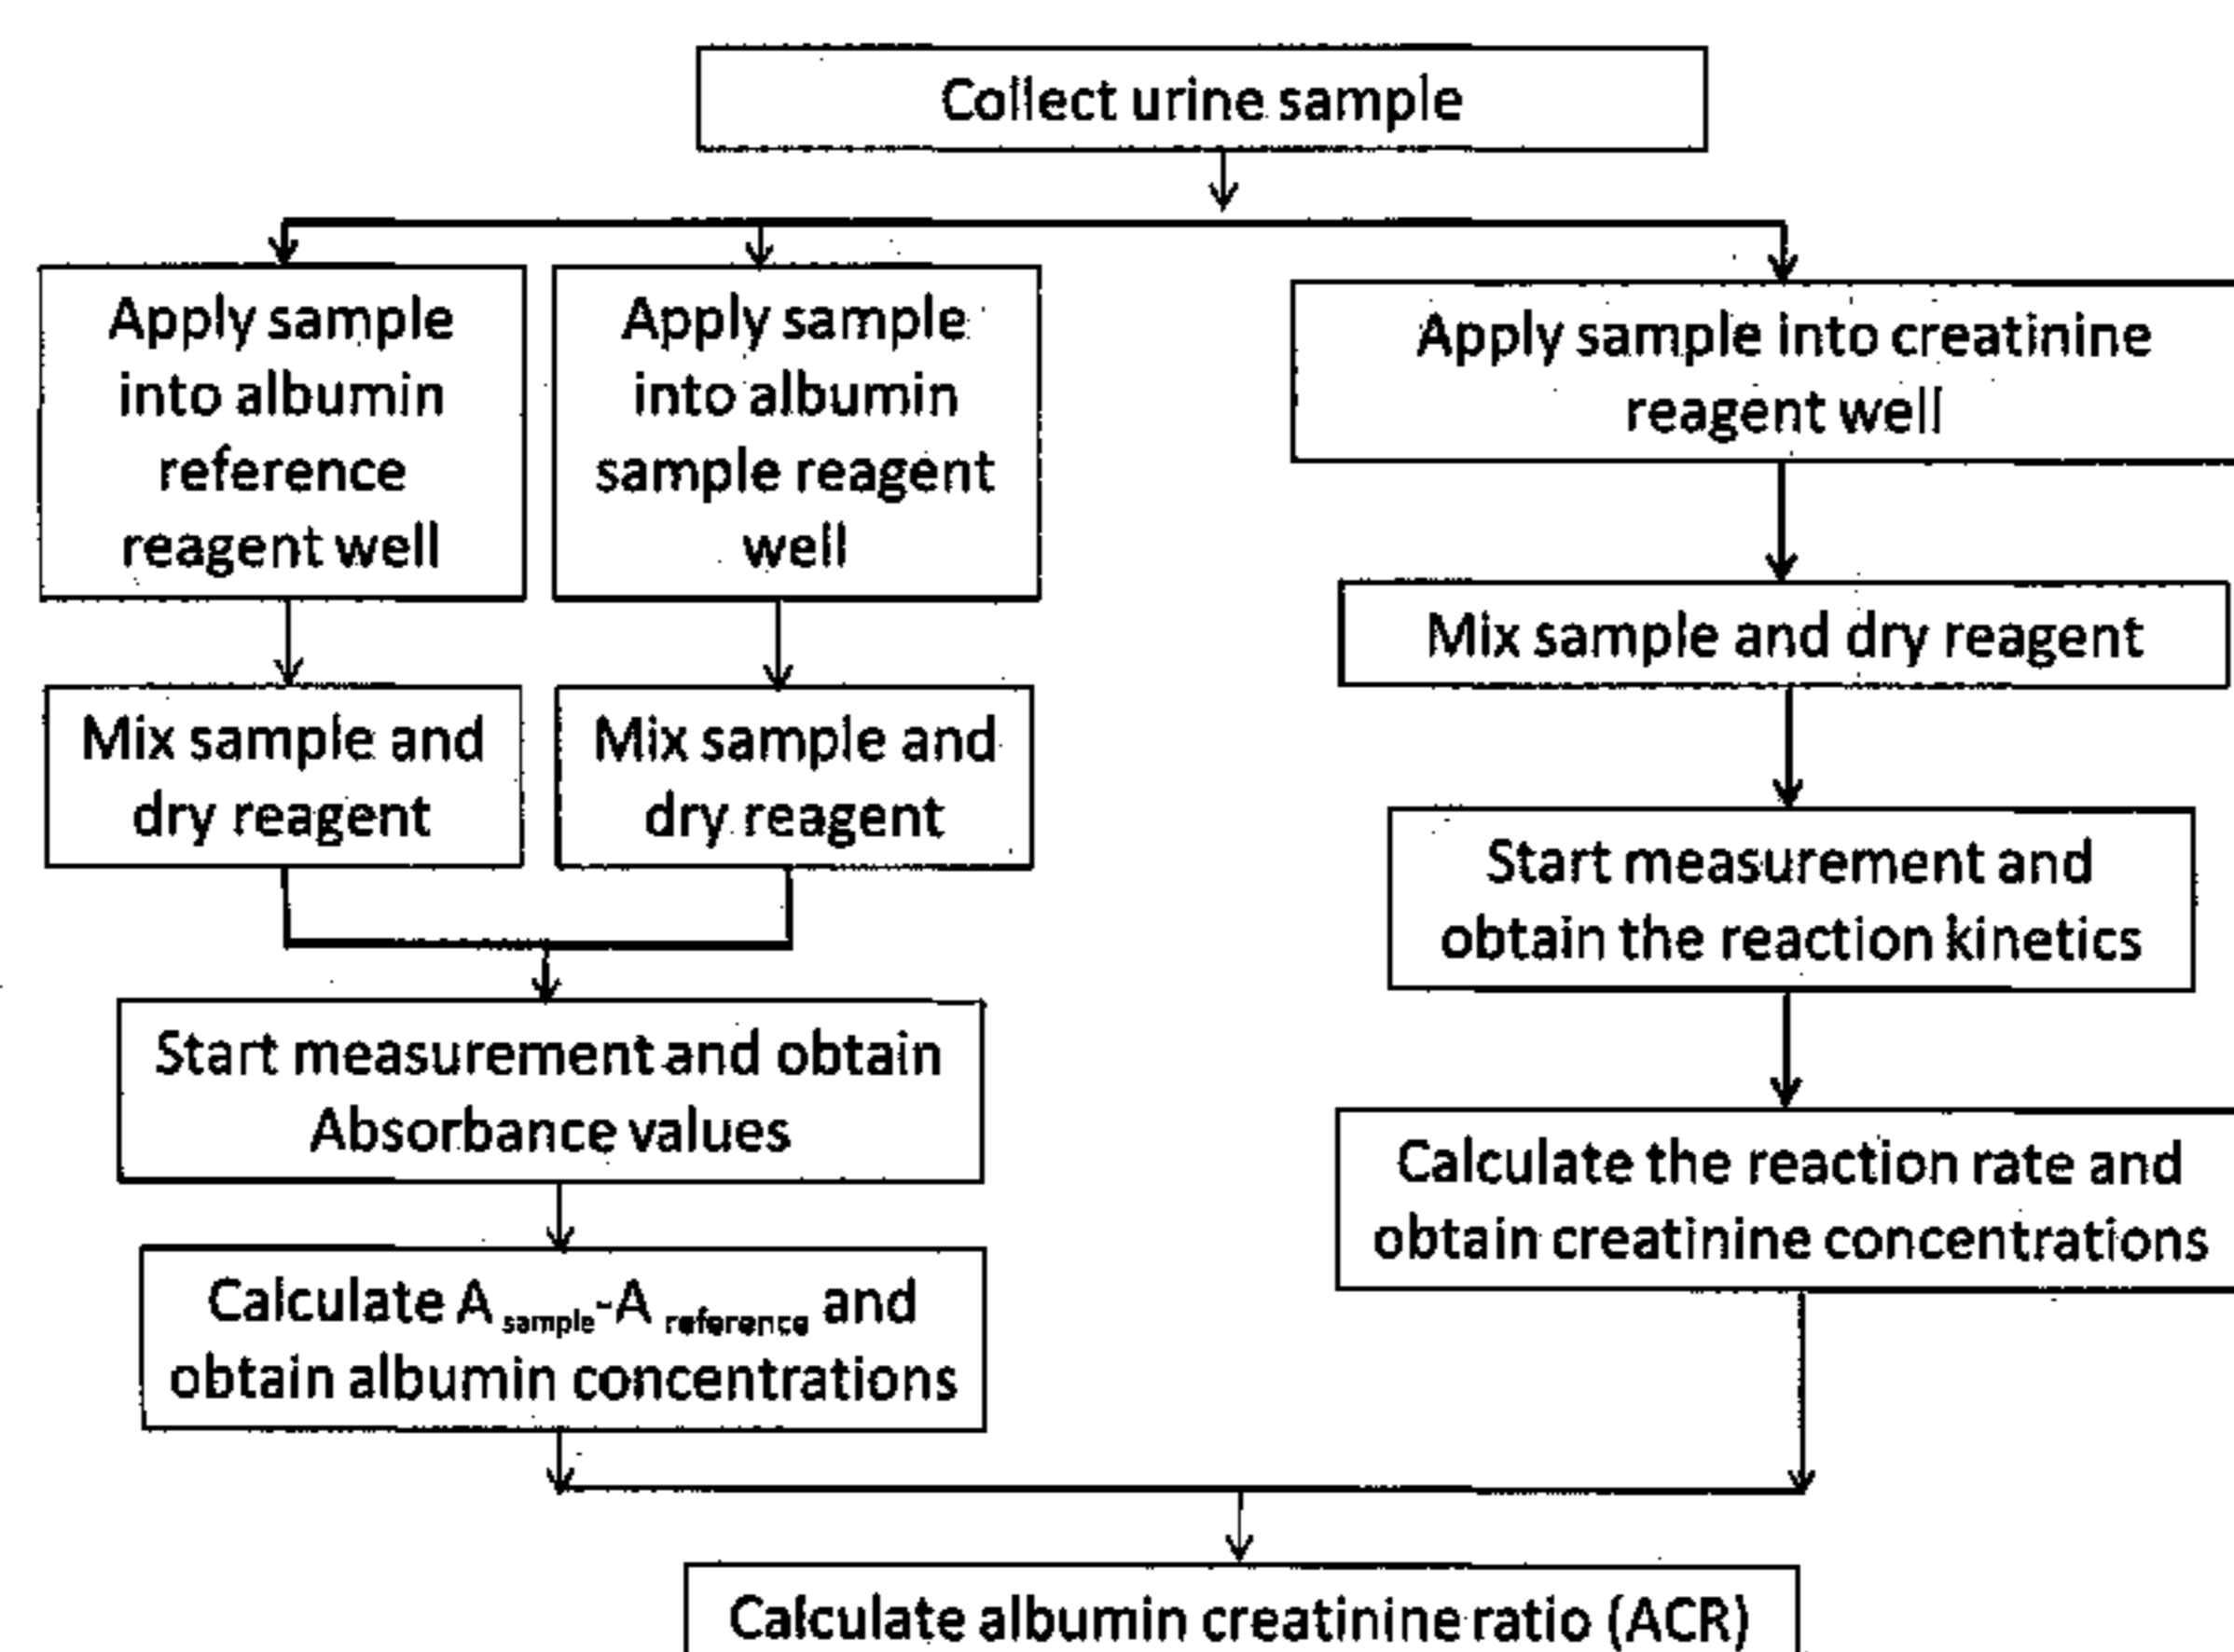 Collect urine sample
Apply sample
into albumin
reference
reagent well
Apply sample
into albumin
sample reagent
well
Apply sample into creatinine
reagent well
Mix sample and
dry reagent
Mix sample and
dry reagent
Mix sample and dry reagent
Start measurement and
obtain the reaction kinetics
Start measurement and obtain
Absorbance values
Calculate the reaction rate and
obtain creatinine concentrations
Calculate A sample-A reference and
obtain albumin concentrations
Calculate albumin creatinine ratio (ACR)